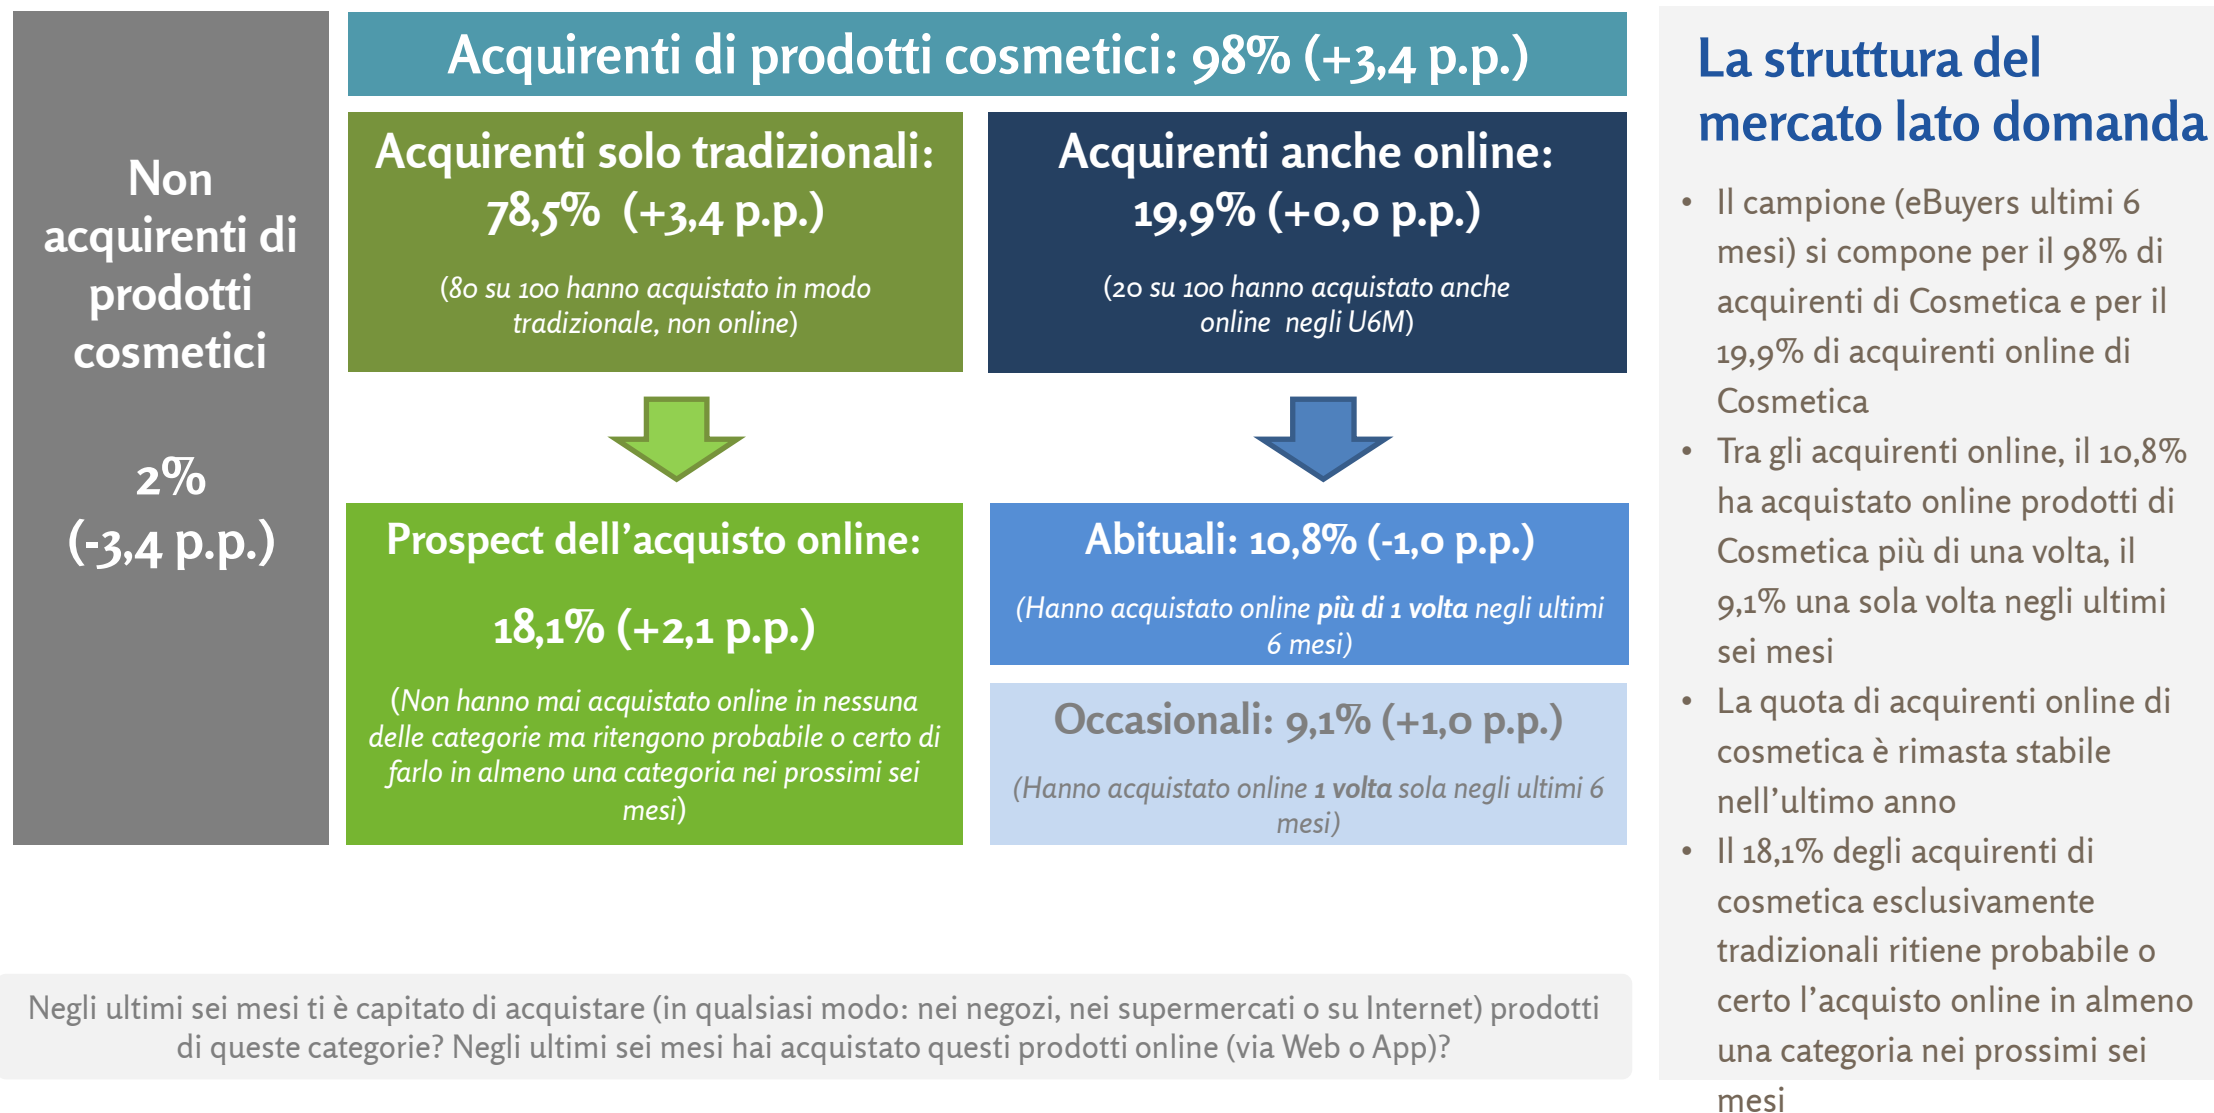 Non
acquirenti di
prodotti
cosmetici
2%
(-3,4 p.p.)
Acquirenti di prodotti cosmetici: 98% (+3,4 p.p.)
Acquirenti solo tradizionali:
78,5% (+3,4 p.p.)
(80 su 100 hanno acquistato in modo
tradizionale, non online)
Acquirenti anche online:
19,9% (+0,0 p.p.)
(20 su 100 hanno acquistato anche
online negli U6M)
Prospect dell’acquisto online:
18,1% (+2,1 p.p.)
(Non hanno mai acquistato online in nessuna
delle categorie ma ritengono probabile o certo di
farlo in almeno una categoria nei prossimi sei
mesi)
Abituali: 10,8% (-1,0 p.p.)
(Hanno acquistato online più di 1 volta negli ultimi
6 mesi)
Occasionali: 9,1% (+1,0 p.p.)
(Hanno acquistato online 1 volta sola negli ultimi 6
mesi)
Negli ultimi sei mesi ti è capitato di acquistare (in qualsiasi modo: nei negozi, nei supermercati o su Internet) prodotti
di queste categorie? Negli ultimi sei mesi hai acquistato questi prodotti online (via Web o App)?
La struttura del
mercato lato domanda
• Il campione (eBuyers ultimi 6
mesi) si compone per il 98% di
acquirenti di Cosmetica e per il
19,9% di acquirenti online di
Cosmetica
• Tra gli acquirenti online, il 10,8%
ha acquistato online prodotti di
Cosmetica più di una volta, il
9,1% una sola volta negli ultimi
sei mesi
• La quota di acquirenti online di
cosmetica è rimasta stabile
nell’ultimo anno
• Il 18,1% degli acquirenti di
cosmetica esclusivamente
tradizionali ritiene probabile o
certo l’acquisto online in almeno
una categoria nei prossimi sei
mesi